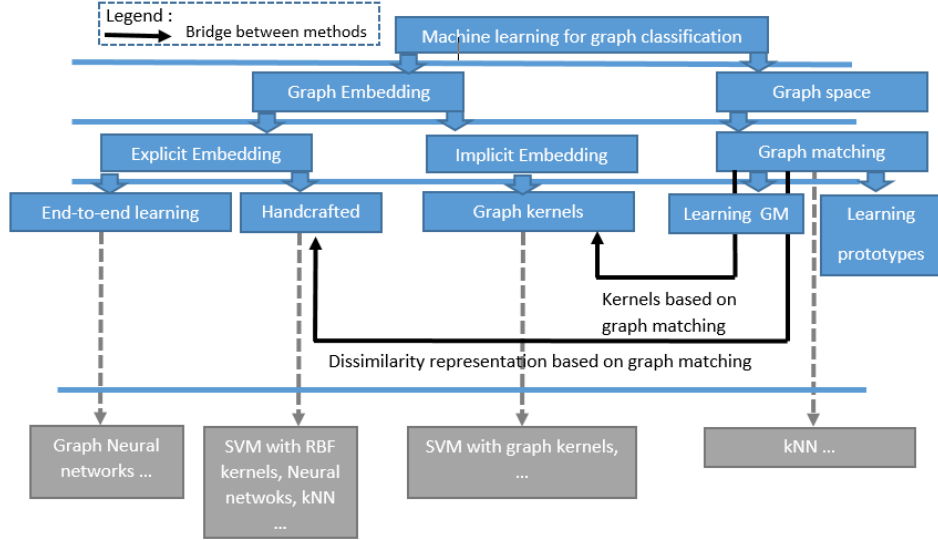 Legend :
Bridge between methods
Machine learning for graph classification
Graph Embedding
Graph space
Explicit Embedding
Implicit Embedding
Graph matching
End-to-end learning
Handcrafted
Graph kernels
Learning GM
Learning
prototypes
Kernels based on
graph matching
Dissimilarity representation based on graph matching
Graph Neural
networks ...
SVM with RBF
kernels, Neural
netwoks, kNN
...
SVM with graph kernels,
...
kNN ...